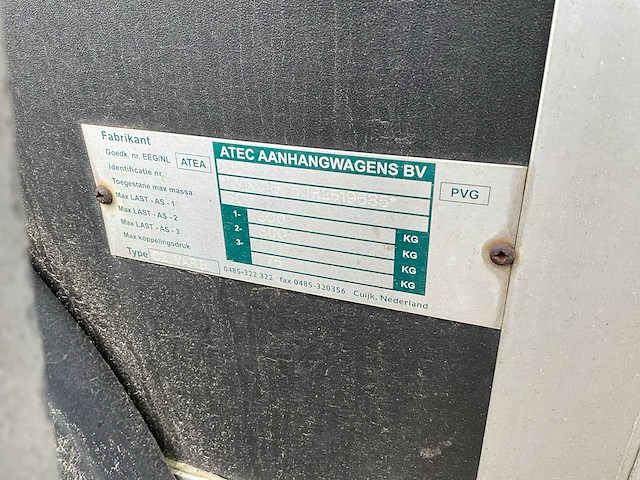 Fabrikant
ATEC AANHANGWAGENS BV
Goedk. nr. EEG/NL ATEA
Identificatie nr. PVG
Toegestane max massa
Max LAST - AS - 1 1-
Max LAST - AS - 2 2- KG
Max LAST - AS - 3 3- KG
Max koppelingsdruk 75 KG
Type KG
0485-322 322 fax 0485-320356 Cuijk, Nederland